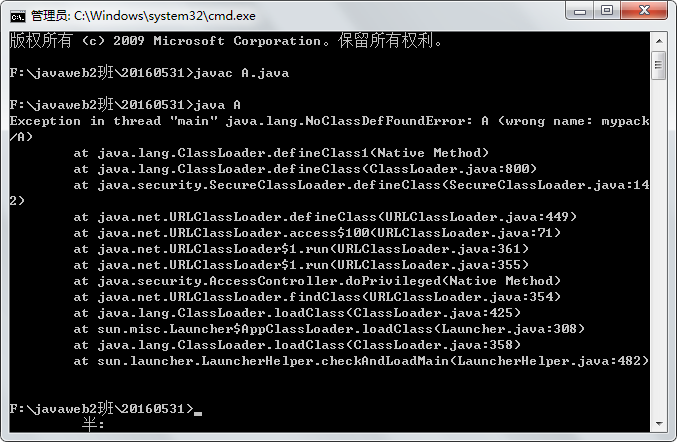 管理员: C:\Windows\system32\cmd.exe
版权所有 (c) 2009 Microsoft Corporation。保留所有权利。
F:\javaweb2班\20160531>javac A.java
F:\javaweb2班\20160531>java A
Exception in thread "main" java.lang.NoClassDefFoundError: A (wrong name: mypack
/A)
at java.lang.ClassLoader.defineClass1(Native Method)
at java.lang.ClassLoader.defineClass(ClassLoader.java:800)
at java.security.SecureClassLoader.defineClass(SecureClassLoader.java:14
2)
at java.net.URLClassLoader.defineClass(URLClassLoader.java:449)
at java.net.URLClassLoader.access$100(URLClassLoader.java:71)
at java.net.URLClassLoader$1.run(URLClassLoader.java:361)
at java.net.URLClassLoader$1.run(URLClassLoader.java:355)
at java.security.AccessController.doPrivileged(Native Method)
at java.net.URLClassLoader.findClass(URLClassLoader.java:354)
at java.lang.ClassLoader.loadClass(ClassLoader.java:425)
at sun.misc.Launcher$AppClassLoader.loadClass(Launcher.java:308)
at java.lang.ClassLoader.loadClass(ClassLoader.java:358)
at sun.launcher.LauncherHelper.checkAndLoadMain(LauncherHelper.java:482)
F:\javaweb2班\20160531>_
半: